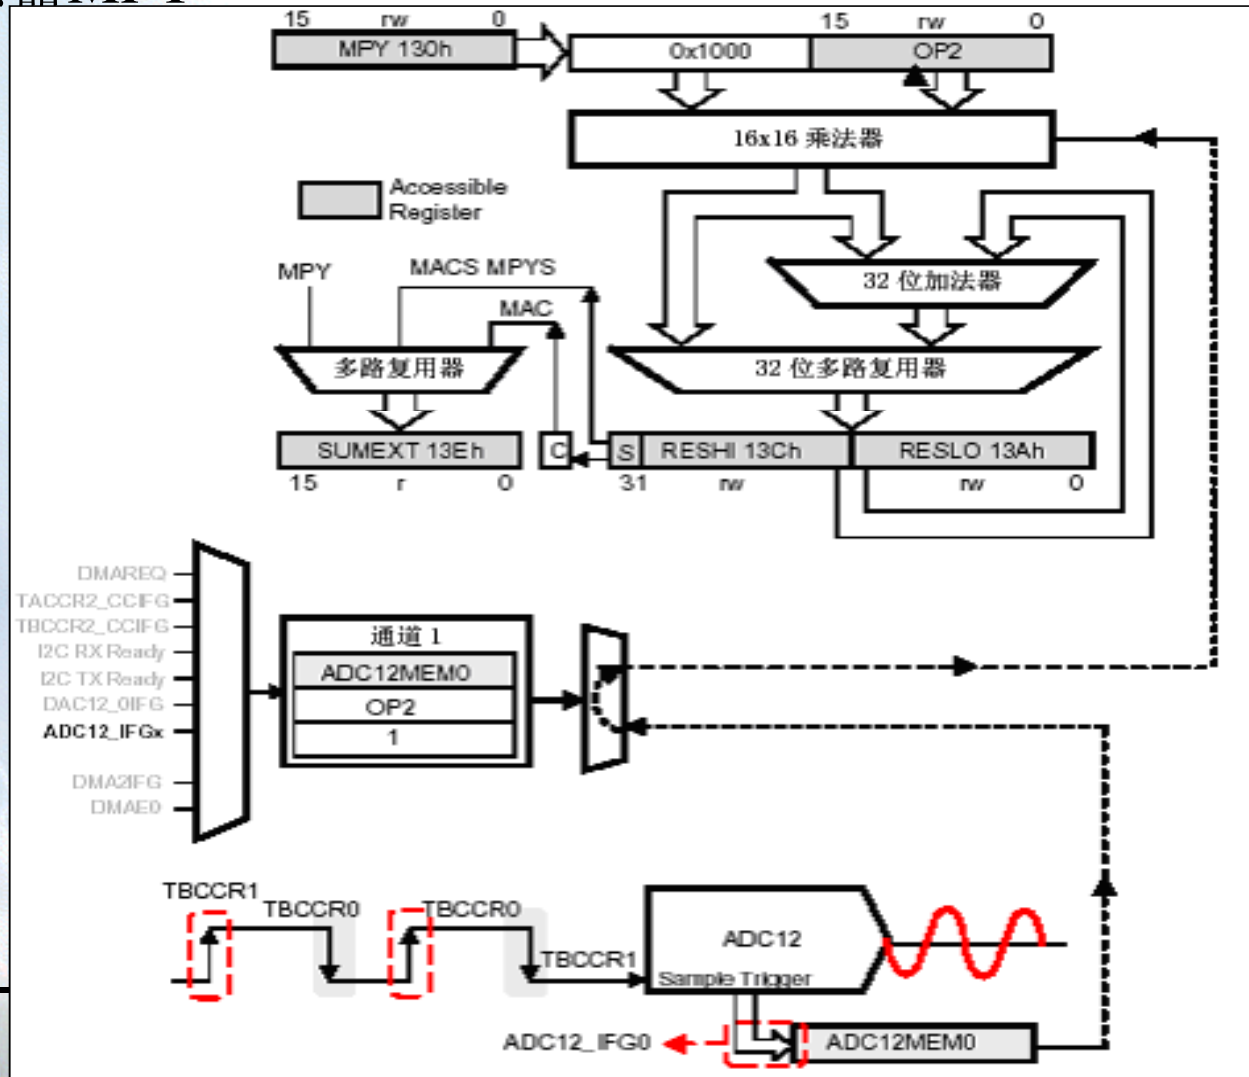 器MPY
15 rw 0
15 rw 0
MPY 130h
0x1000
OP2
16x16 乘法器
Accessible
Register
MPY
MACS MPYS
MAC
32 位加法器
多路复用器
32 位多路复用器
SUMEXT 13Eh
C
S
RESHI 13Ch
RESLO 13Ah
15 r 0
31 rw
rw 0
DMAREQ
TACCR2_CCIFG
TBCCR2_CCIFG
I2C RX Ready
I2C TX Ready
DAC12_0IFG
ADC12_IFGx
DMA2IFG
DMAE0
通道 1
ADC12MEM0
OP2
1
TBCCR1
TBCCR0
TBCCR0
TBCCR1
ADC12
Sample Trigger
ADC12_IFG0
ADC12MEM0